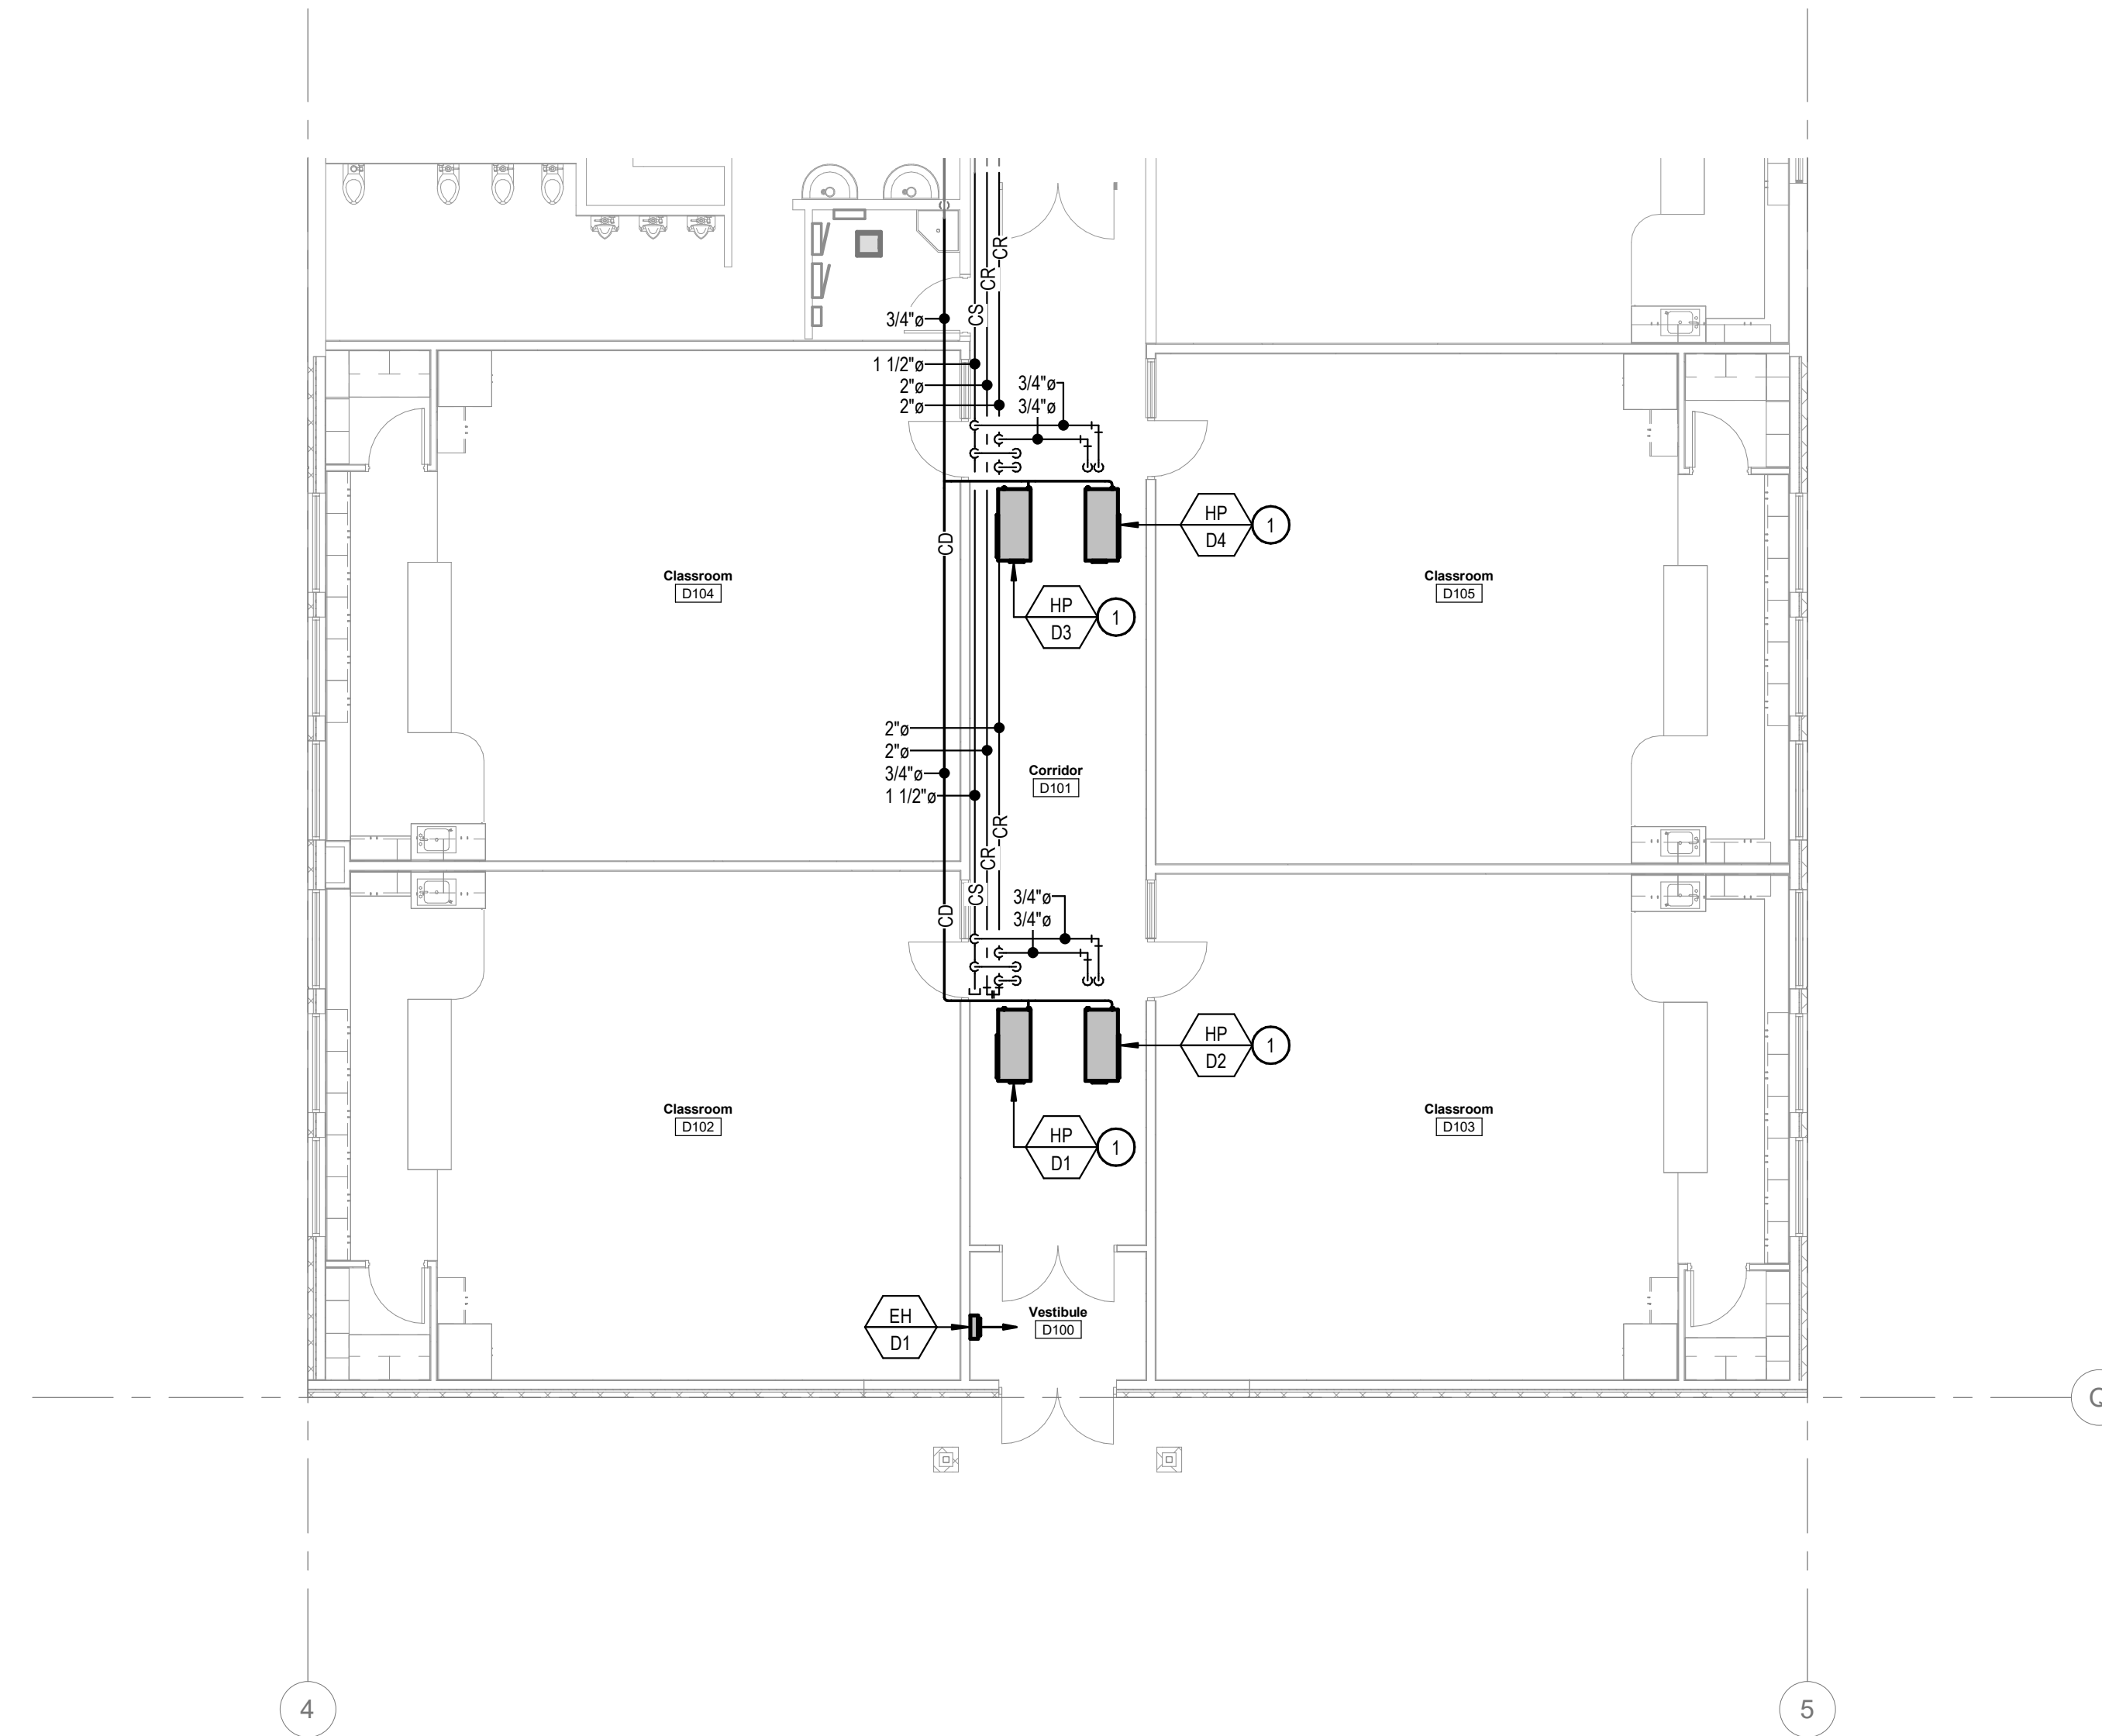 CR
CR
CS
3/4"ø
1 1/2"ø
2"ø
2"ø
3/4"ø
3/4"ø
CD
HP
D4
1
Classroom
D104
Classroom
D105
HP
D3
1
2"ø
2"ø
3/4"ø
1 1/2"ø
Corridor
D101
CR
CR
CS
CD
3/4"ø
3/4"ø
HP
D2
1
Classroom
D102
Classroom
D103
HP
D1
1
EH
D1
Vestibule
D100
Q
4
5